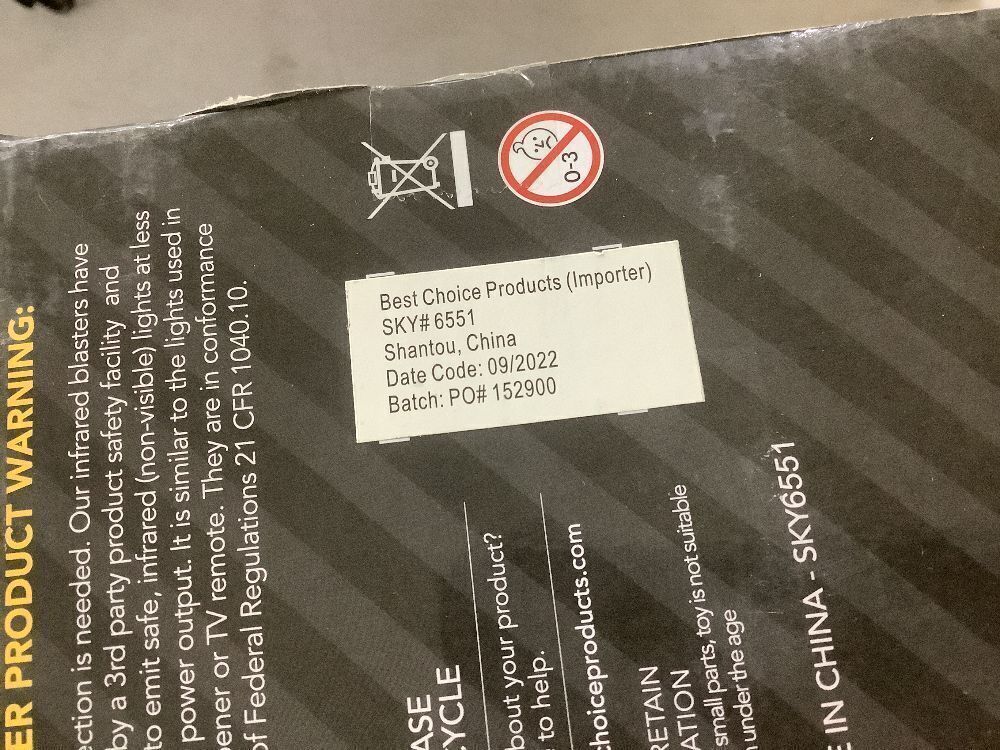 ER PRODUCT WARNING:
ection is needed. Our infrared blasters have
by a 3rd party product safety facility and
to emit safe, infrared (non-visible) lights at less
power output. It is similar to the lights used in
pener or TV remote. They are in conformance
of Federal Regulations 21 CFR 1040.10.
0-3
Best Choice Products (Importer)
SKY# 6551
Shantou, China
Date Code: 09/2022
Batch: PO# 152900
ASE
CYCLE
bout your product?
to help.
choiceproducts.com
RETAIN
ATION
small parts, toy is not suitable
n under the age
E IN CHINA - SKY6551